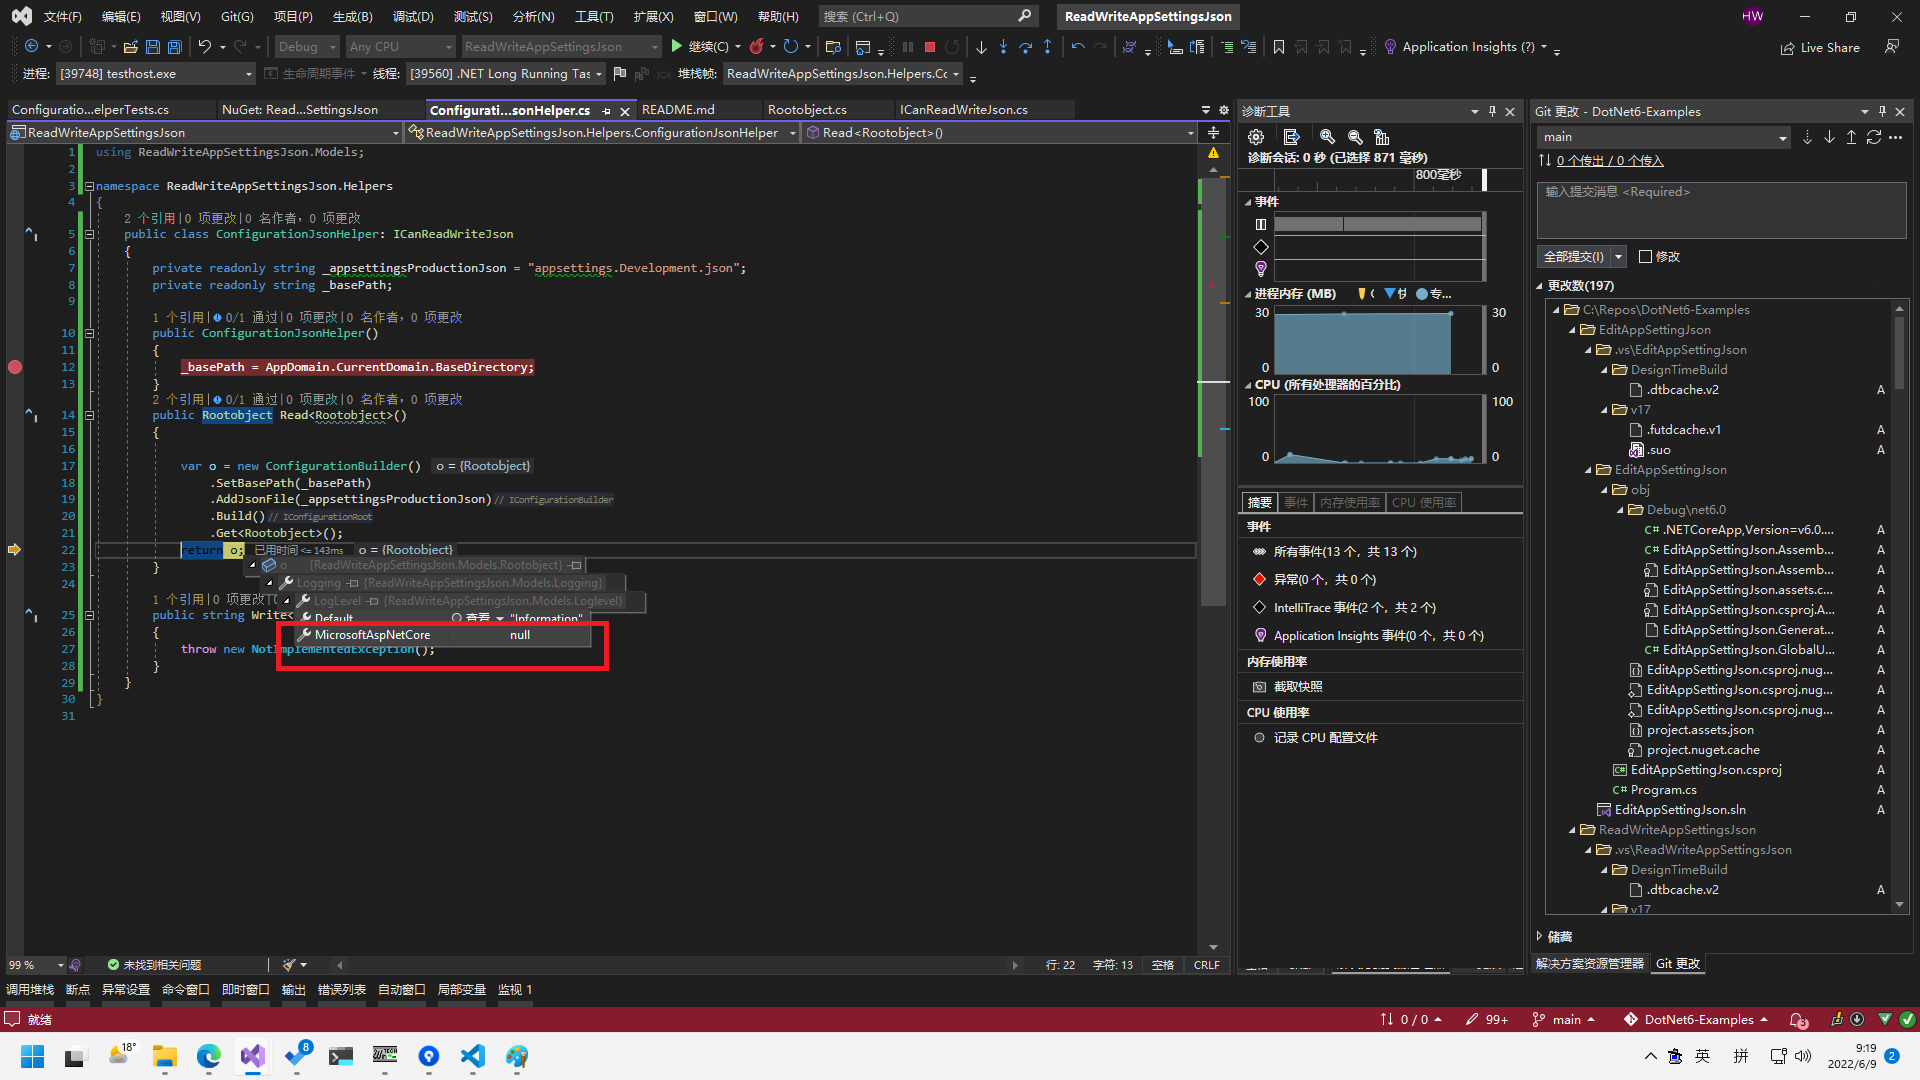 文件(F) 编辑(E) 视图(V) Git(G) 项目(P) 生成(B) 调试(D) 测试(S) 分析(N) 工具(T) 扩展(X) 窗口(W) 帮助(H) 搜索 (Ctrl+Q) ReadWriteAppSettingsJson HW
Debug Any CPU ReadWriteAppSettingsJson 继续(C) Application Insights (?) Live Share
进程: [39748] testhost.exe 生命周期事件 线程: [39560] .NET Long Running Tas 堆栈帧: ReadWriteAppSettingsJson.Helpers.Cc
Configuratio...elperTests.cs NuGet: Read...SettingsJson Configurati...sonHelper.cs README.md Rootobject.cs ICanReadWriteJson.cs
ReadWriteAppSettingsJson ReadWriteAppSettingsJson.Helpers.ConfigurationJsonHelper Read<Rootobject>()
1 using ReadWriteAppSettingsJson.Models;
2
3 namespace ReadWriteAppSettingsJson.Helpers
4 {
2 个引用|0 项更改|0 名作者，0 项更改
5 public class ConfigurationJsonHelper: ICanReadWriteJson
6 {
7 private readonly string _appsettingsProductionJson = "appsettings.Development.json";
8 private readonly string _basePath;
9
1 个引用|0/1 通过|0 项更改|0 名作者，0 项更改
10 public ConfigurationJsonHelper()
11 {
12 _basePath = AppDomain.CurrentDomain.BaseDirectory;
13 }
2 个引用|0/1 通过|0 项更改|0 名作者，0 项更改
14 public Rootobject Read<Rootobject>()
15 {
16
17 var o = new ConfigurationBuilder() o = {Rootobject}
18 .SetBasePath(_basePath)
19 .AddJsonFile(_appsettingsProductionJson) // IConfigurationBuilder
20 .Build() // IConfigurationRoot
21 .Get<Rootobject>();
22 return o; 已用时间 <= 143ms o = {Rootobject}
o {ReadWriteAppSettingsJson.Models.Rootobject}
23 }
Logging {ReadWriteAppSettingsJson.Models.Logging}
24
1 个引用|0 项更改|
LogLevel {ReadWriteAppSettingsJson.Models.Loglevel}
25 public string Write<
Default 查看 "Information"
26 {
MicrosoftAspNetCore null
27 throw new NotImplementedException();
28 }
29 }
30 }
31
99 % 未找到相关问题 行: 22 字符: 13 空格 CRLF
调用堆栈 断点 异常设置 命令窗口 即时窗口 输出 错误列表 自动窗口 局部变量 监视 1
诊断工具
诊断会话: 0 秒 (已选择 871 毫秒)
800毫秒
事件
进程内存 (MB) 专...
30 30
0 0
CPU (所有处理器的百分比)
100 100
0 0
摘要 事件 内存使用率 CPU 使用率
事件
所有事件(13 个，共 13 个)
异常(0 个，共 0 个)
IntelliTrace 事件(2 个，共 2 个)
Application Insights 事件(0 个，共 0 个)
内存使用率
截取快照
CPU 使用率
记录 CPU 配置文件
Git 更改 - DotNet6-Examples
main
0 个传出 / 0 个传入
输入提交消息 <Required>
全部提交(I) 修改
更改数(197)
C:\Repos\DotNet6-Examples
EditAppSettingJson
.vs\EditAppSettingJson
DesignTimeBuild
.dtbcache.v2 A
v17
.futdcache.v1 A
.suo A
EditAppSettingJson
obj
Debug\net6.0
C# .NETCoreApp,Version=v6.0.... A
C# EditAppSettingJson.Assemb... A
EditAppSettingJson.Assemb... A
EditAppSettingJson.assets.c... A
EditAppSettingJson.csproj.A... A
EditAppSettingJson.Generat... A
C# EditAppSettingJson.GlobalU... A
EditAppSettingJson.csproj.nug... A
EditAppSettingJson.csproj.nug... A
EditAppSettingJson.csproj.nug... A
project.assets.json A
project.nuget.cache A
EditAppSettingJson.csproj A
C# Program.cs A
EditAppSettingJson.sln A
ReadWriteAppSettingsJson
.vs\ReadWriteAppSettingsJson
DesignTimeBuild
.dtbcache.v2 A
v17
储藏
解决方案资源管理器 Git 更改
就绪 0 / 0 99+ main DotNet6-Examples 3
18° 8 英 拼 9:19
2022/6/9 2